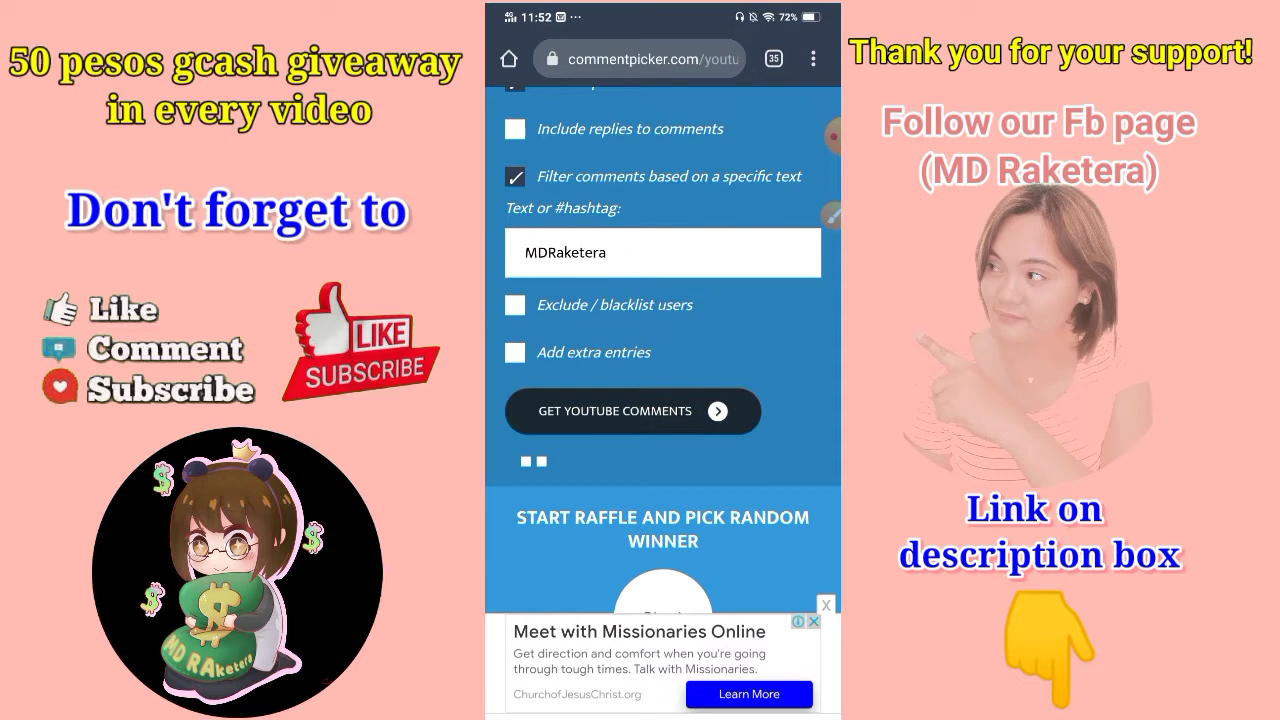 50 pesos gcash giveaway
in every video
Don't forget to
Like
Comment
Subscribe
LIKE
SUBSCRIBE
MD RAketera
4G 11:52
72%
commentpicker.com/youtu
35
Include replies to comments
Filter comments based on a specific text
Text or #hashtag:
MDRaketera
Exclude / blacklist users
Add extra entries
GET YOUTUBE COMMENTS
START RAFFLE AND PICK RANDOM
WINNER
X
Meet with Missionaries Online
Get direction and comfort when you're going
through tough times. Talk with Missionaries.
ChurchofJesusChrist.org
Learn More
Thank you for your support!
Follow our Fb page
(MD Raketera)
Link on
description box